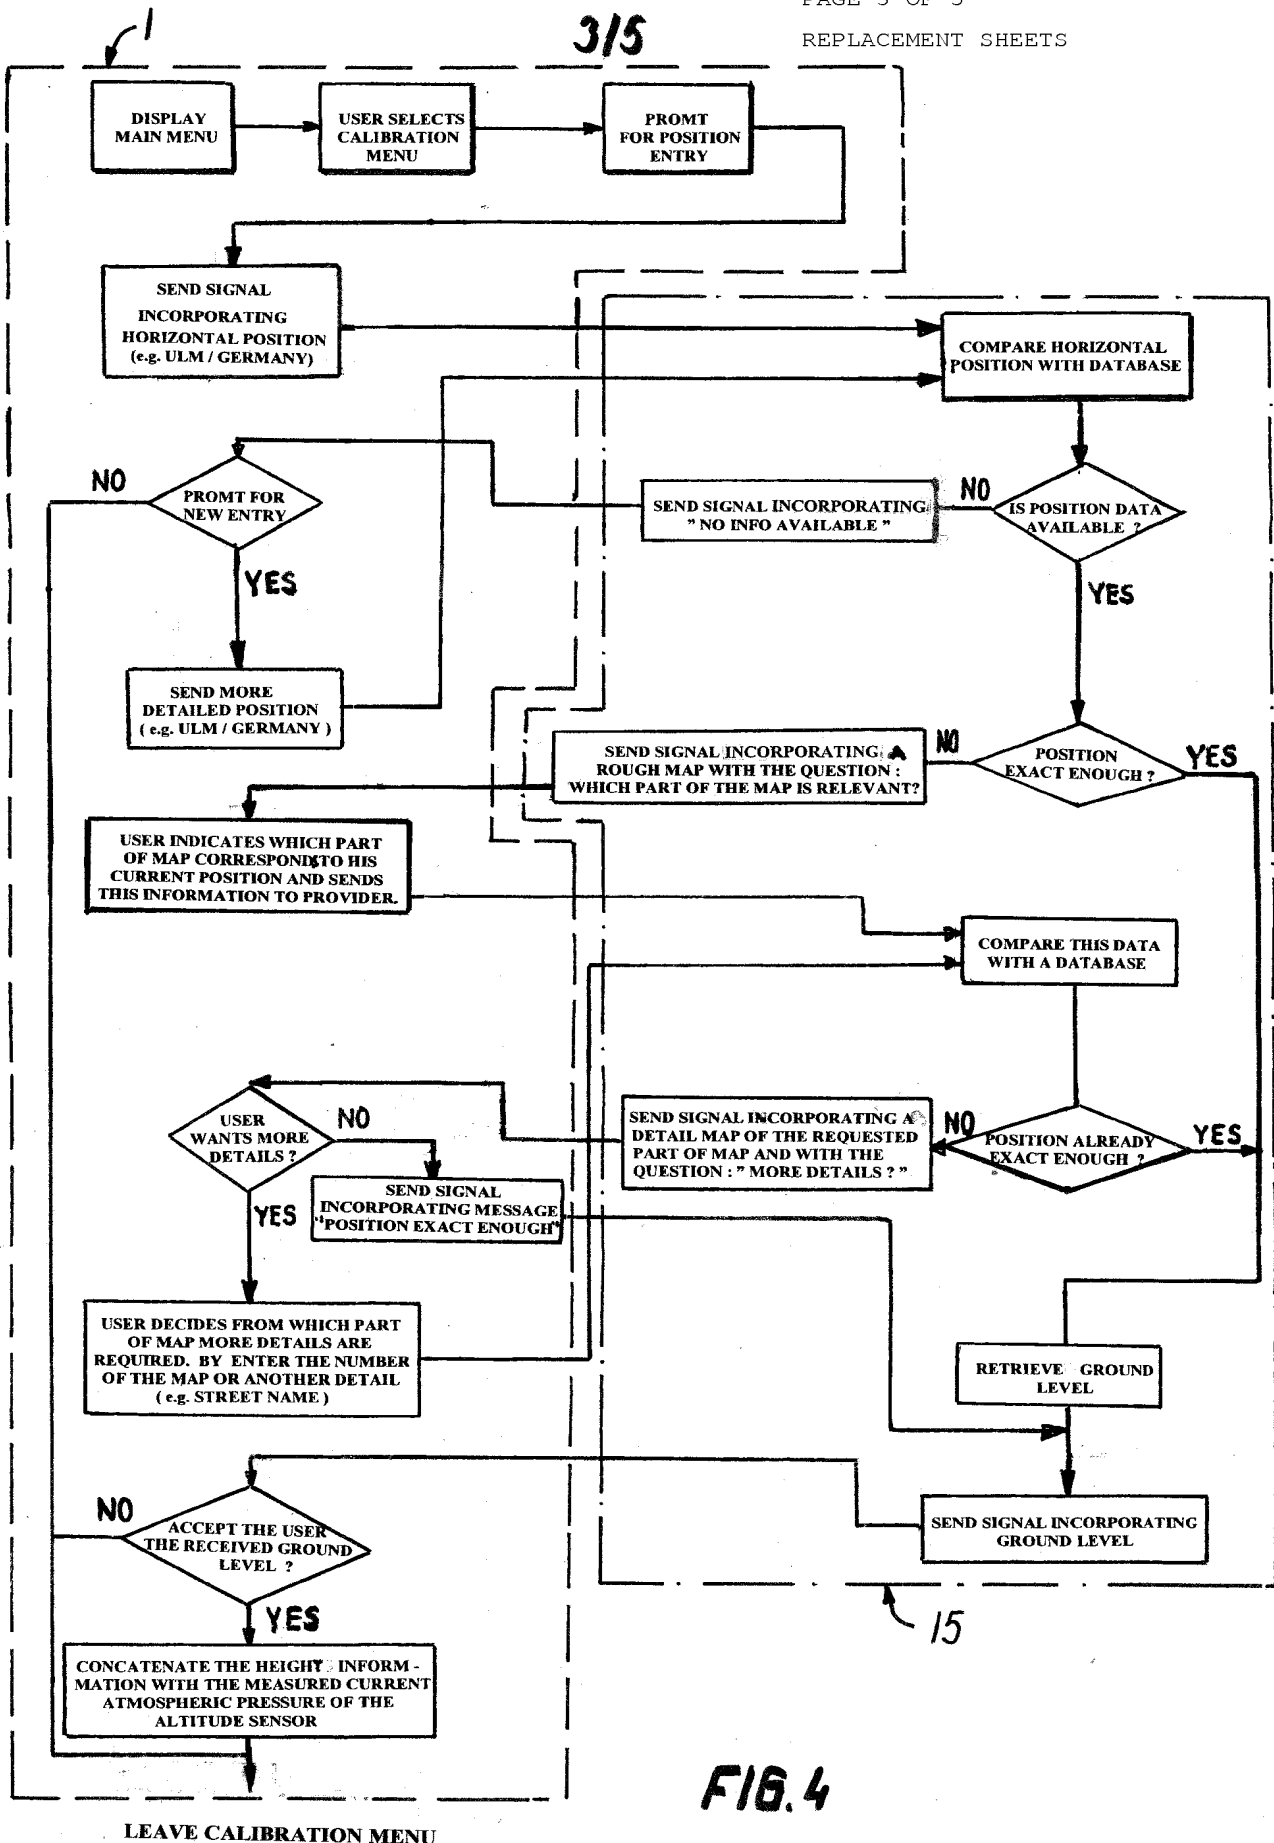 PAGE 5 OF 5
REPLACEMENT SHEETS
3/5
1
DISPLAY
MAIN MENU
USER SELECTS
CALIBRATION
MENU
PROMT
FOR POSITION
ENTRY
SEND SIGNAL
INCORPORATING
HORIZONTAL POSITION
(e.g. ULM / GERMANY)
COMPARE HORIZONTAL
POSITION WITH DATABASE
NO
PROMT FOR
NEW ENTRY
YES
SEND SIGNAL INCORPORATING
" NO INFO AVAILABLE "
NO
IS POSITION DATA
AVAILABLE ?
YES
SEND MORE
DETAILED POSITION
( e.g. ULM / GERMANY )
SEND SIGNAL INCORPORATING A
ROUGH MAP WITH THE QUESTION :
WHICH PART OF THE MAP IS RELEVANT?
NO
POSITION
EXACT ENOUGH ?
YES
USER INDICATES WHICH PART
OF MAP CORRESPONDS TO HIS
CURRENT POSITION AND SENDS
THIS INFORMATION TO PROVIDER.
COMPARE THIS DATA
WITH A DATABASE
USER
WANTS MORE
DETAILS ?
NO
YES
SEND SIGNAL INCORPORATING A
DETAIL MAP OF THE REQUESTED
PART OF MAP AND WITH THE
QUESTION : " MORE DETAILS ? "
NO
POSITION ALREADY
EXACT ENOUGH ?
YES
SEND SIGNAL
INCORPORATING MESSAGE
"POSITION EXACT ENOUGH"
USER DECIDES FROM WHICH PART
OF MAP MORE DETAILS ARE
REQUIRED. BY ENTER THE NUMBER
OF THE MAP OR ANOTHER DETAIL
( e.g. STREET NAME )
RETRIEVE GROUND
LEVEL
NO
ACCEPT THE USER
THE RECEIVED GROUND
LEVEL ?
YES
SEND SIGNAL INCORPORATING
GROUND LEVEL
15
CONCATENATE THE HEIGHT INFORM -
MATION WITH THE MEASURED CURRENT
ATMOSPHERIC PRESSURE OF THE
ALTITUDE SENSOR
FIG. 4
LEAVE CALIBRATION MENU